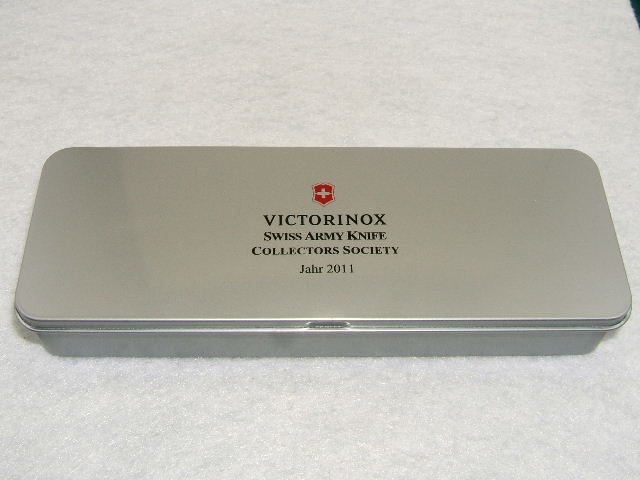 VICTORINOX
SWISS ARMY KNIFE
COLLECTORS SOCIETY
Jahr 2011